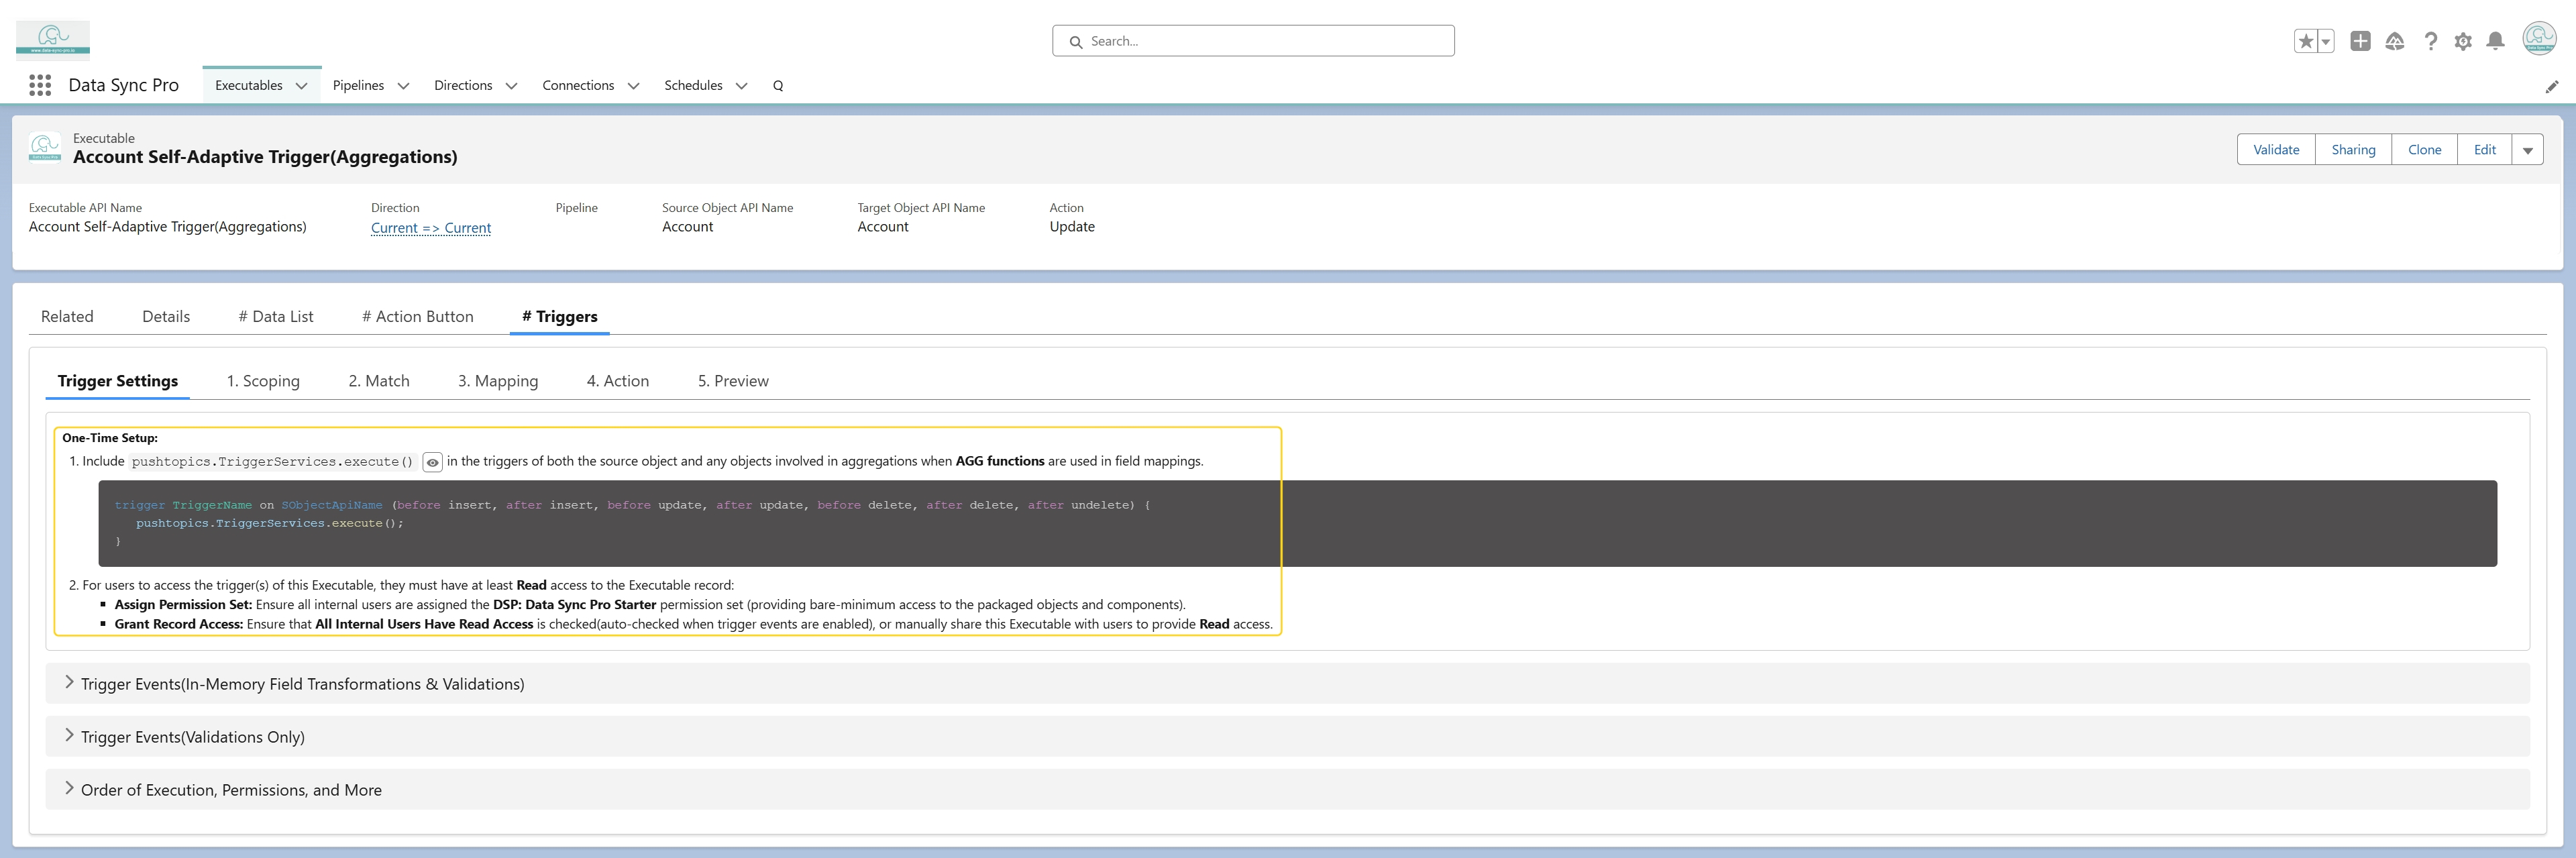 www.data-sync-pro.io
Search...
Data Sync Pro
Executables
Pipelines
Directions
Connections
Schedules
Q
Executable
Account Self-Adaptive Trigger(Aggregations)
Validate
Sharing
Clone
Edit
Executable API Name
Direction
Pipeline
Source Object API Name
Target Object API Name
Action
Account Self-Adaptive Trigger(Aggregations)
Current => Current
Account
Account
Update
Related
Details
# Data List
# Action Button
# Triggers
Trigger Settings
1. Scoping
2. Match
3. Mapping
4. Action
5. Preview
One-Time Setup:
1. Include pushtopics.TriggerServices.execute() in the triggers of both the source object and any objects involved in aggregations when AGG functions are used in field mappings.
trigger TriggerName on SObjectApiName (before insert, after insert, before update, after update, before delete, after delete, after undelete) {
pushtopics.TriggerServices.execute();
}
2. For users to access the trigger(s) of this Executable, they must have at least Read access to the Executable record:
▪ Assign Permission Set: Ensure all internal users are assigned the DSP: Data Sync Pro Starter permission set (providing bare-minimum access to the packaged objects and components).
▪ Grant Record Access: Ensure that All Internal Users Have Read Access is checked(auto-checked when trigger events are enabled), or manually share this Executable with users to provide Read access.
Trigger Events(In-Memory Field Transformations & Validations)
Trigger Events(Validations Only)
Order of Execution, Permissions, and More